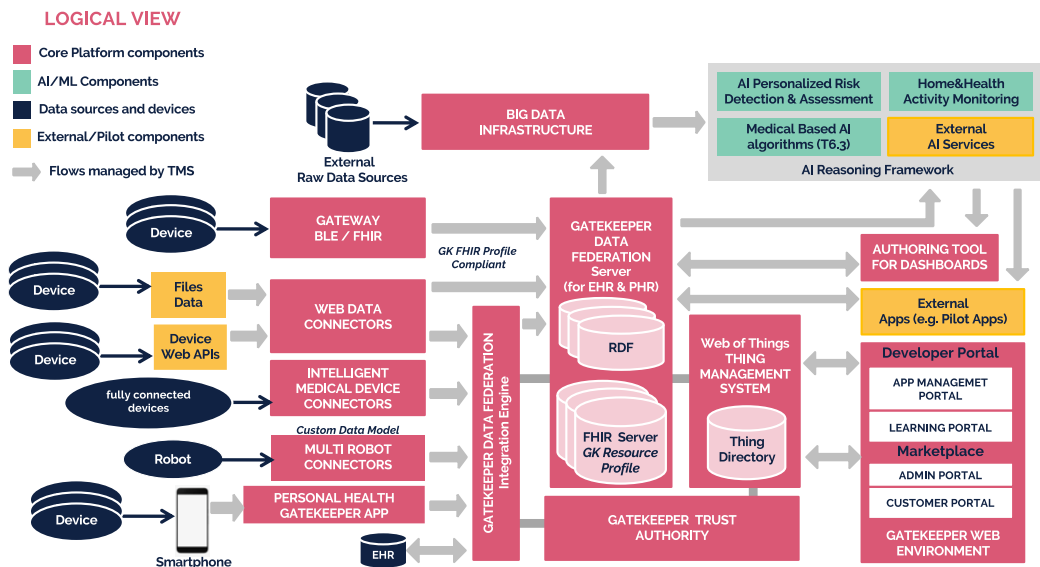 LOGICAL VIEW
Core Platform components
AI/ML Components
Data sources and devices
External/Pilot components
Flows managed by TMS
External
Raw Data Sources
BIG DATA
INFRASTRUCTURE
AI Personalized Risk
Detection & Assessment
Home&Health
Activity Monitoring
Medical Based AI
algorithms (T6.3)
External
AI Services
AI Reasoning Framework
Device
GATEWAY
BLE / FHIR
GK FHIR Profile
Compliant
GATEKEEPER
DATA
FEDERATION
Server
(for EHR & PHR)
RDF
FHIR Server
GK Resource
Profile
AUTHORING TOOL
FOR DASHBOARDS
External
Apps (e.g. Pilot Apps)
Device
Files
Data
WEB DATA
CONNECTORS
Device
Device
Web APIs
fully connected
devices
INTELLIGENT
MEDICAL DEVICE
CONNECTORS
Custom Data Model
Robot
MULTI ROBOT
CONNECTORS
Device
Smartphone
PERSONAL HEALTH
GATEKEEPER APP
EHR
GATEKEEPER DATA FEDERATION
Integration Engine
Web of Things
THING
MANAGEMENT
SYSTEM
Thing
Directory
GATEKEEPER TRUST
AUTHORITY
Developer Portal
APP MANAGEMET
PORTAL
LEARNING PORTAL
Marketplace
ADMIN PORTAL
CUSTOMER PORTAL
GATEKEEPER WEB
ENVIRONMENT